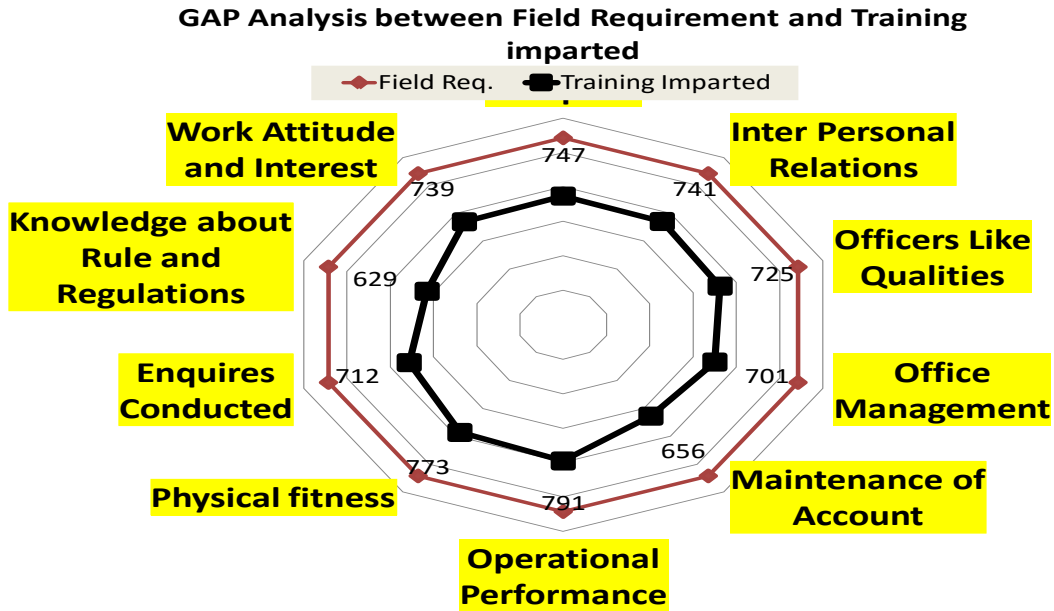 GAP Analysis between Field Requirement and Training
imparted
Field Req.
Training Imparted
Work Attitude
and Interest
Inter Personal
Relations
747
739
741
Knowledge about
Rule and
Regulations
Officers Like
Qualities
629
725
Enquires
Conducted
Office
Management
712
701
656
773
791
Physical fitness
Maintenance of
Account
Operational
Performance